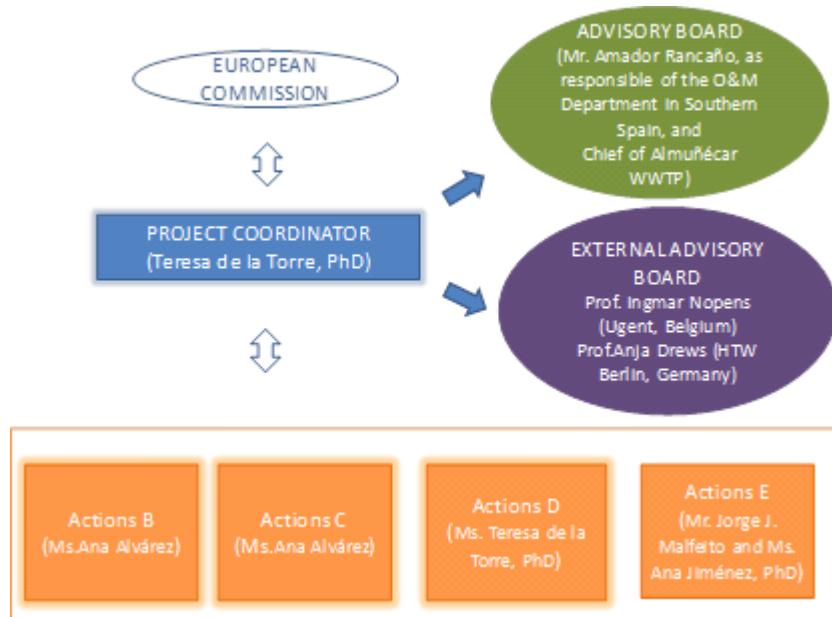 EUROPEAN
COMMISSION
ADVISORY BOARD
(Mr. Amador Rancaño, as
responsible of the O&M
Department in Southern
Spain, and
Chief of Almuñécar
WWTP)
PROJECT COORDINATOR
(Teresa de la Torre, PhD)
EXTERNAL ADVISORY
BOARD
Prof. Ingmar Nopens
(Ugent, Belgium)
Prof.Anja Drews (HTW
Berlin, Germany)
Actions B
(Ms.Ana Alvárez)
Actions C
(Ms.Ana Alvárez)
Actions D
(Ms. Teresa de la
Torre, PhD)
Actions E
(Mr. Jorge J.
Malfeito and Ms.
Ana Jiménez, PhD)